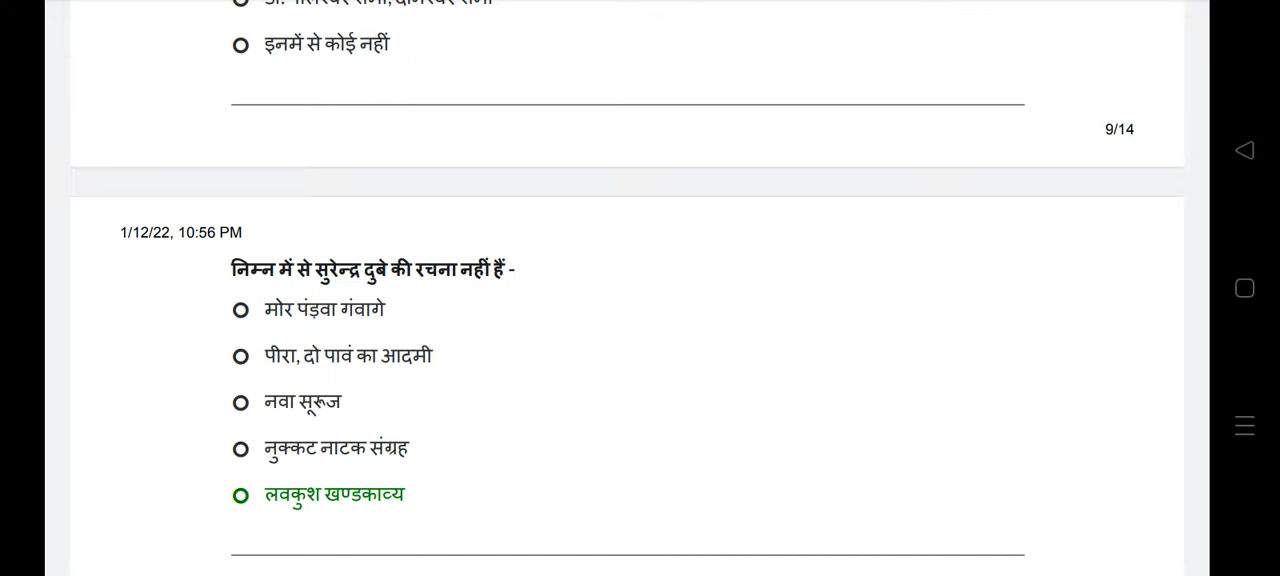 इनमें से कोई नहीं
9/14
1/12/22, 10:56 PM
निम्न में से सुरेन्द्र दुबे की रचना नहीं हैं -
मोर पंड़वा गंवागे
पीरा, दो पावं का आदमी
नवा सूरूज
नुक्कट नाटक संग्रह
लवकुश खण्डकाव्य